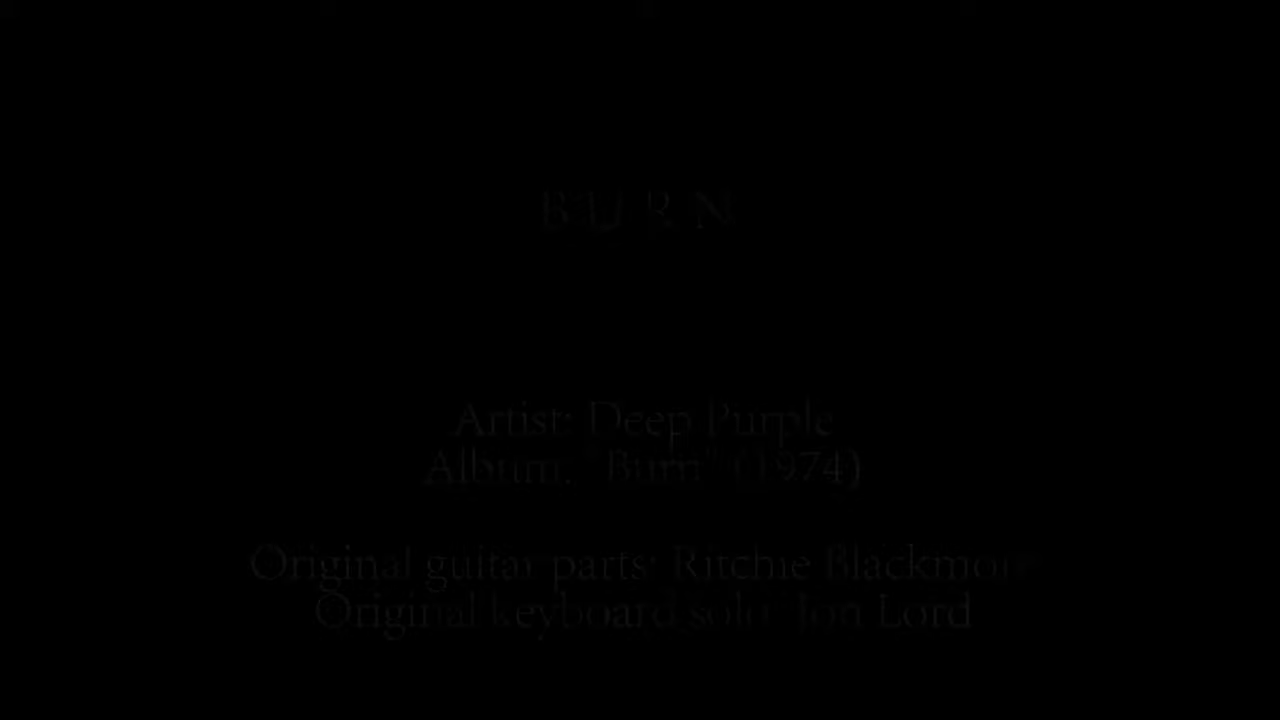 BURN
Artist: Deep Purple
Album: "Burn" (1974)
Original guitar parts: Ritchie Blackmore
Original keyboard solo: Jon Lord